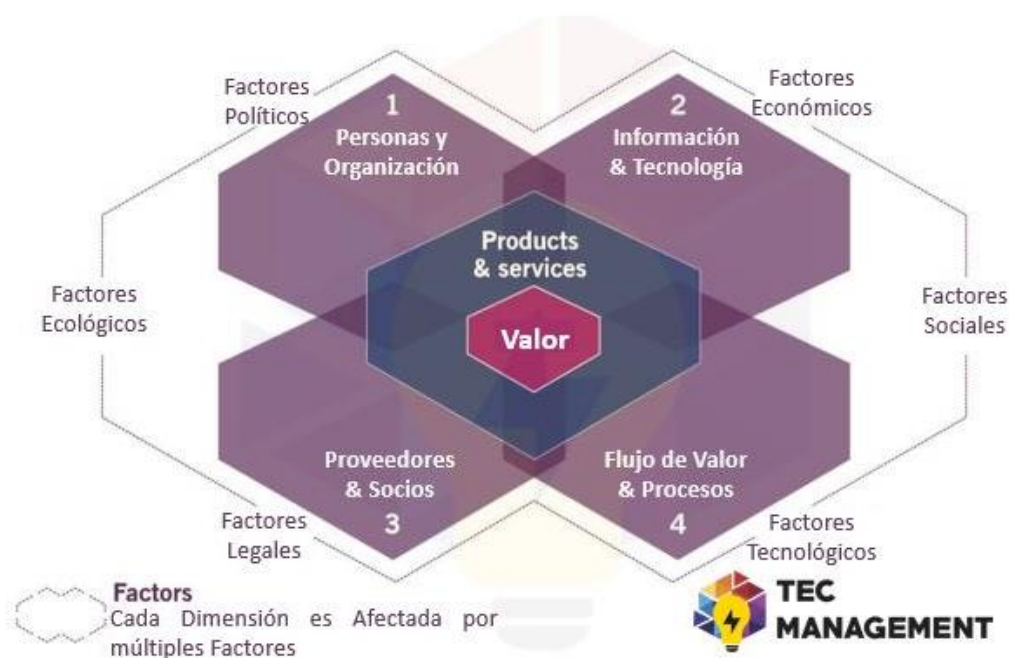 Factores
Políticos
1
Personas y
Organización
2
Información
& Tecnología
Factores
Económicos
Products
& services
Valor
Factores
Ecológicos
Factores
Sociales
Proveedores
& Socios
3
Flujo de Valor
& Procesos
4
Factores
Legales
Factores
Tecnológicos
Factors
Cada Dimensión es Afectada por
múltiples Factores
TEC
MANAGEMENT